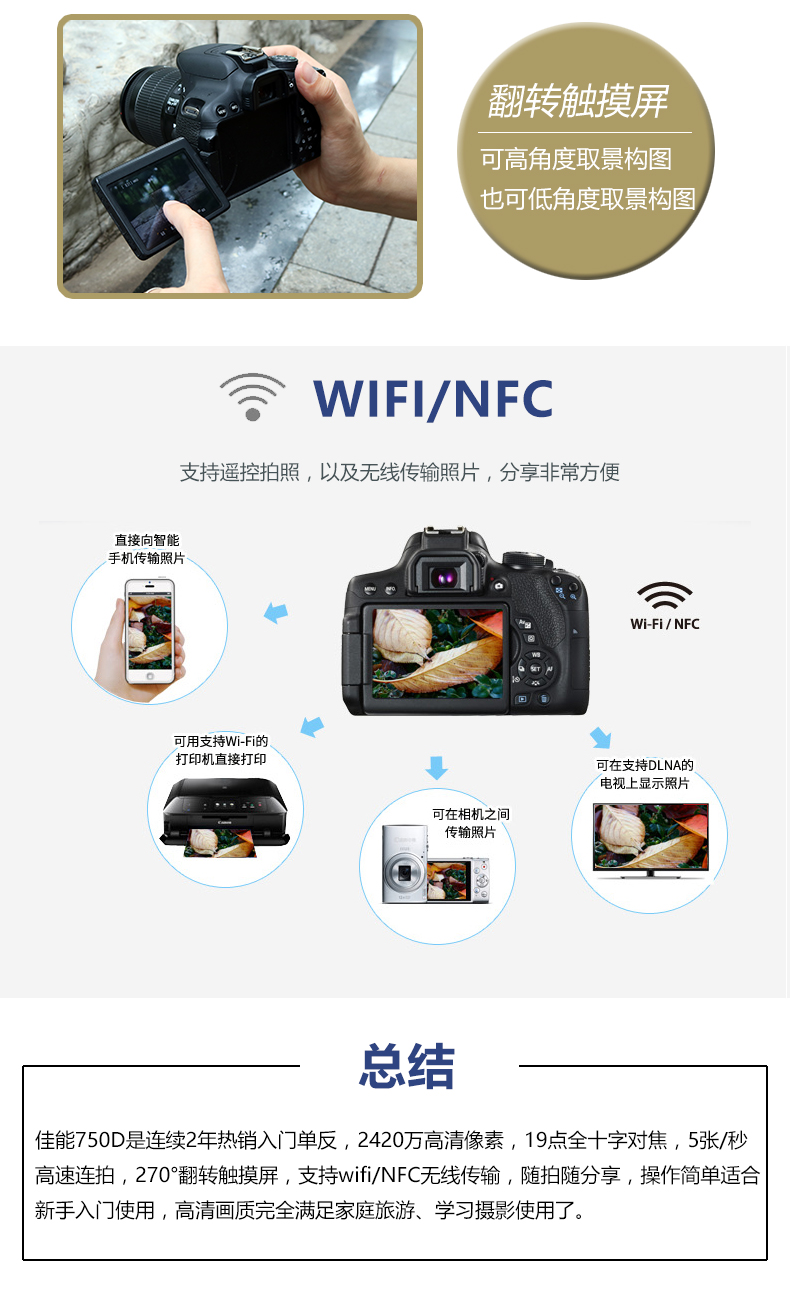 翻转触摸屏
可高角度取景构图
也可低角度取景构图
WIFI/NFC
支持遥控拍照，以及无线传输照片，分享非常方便
直接向智能
手机传输照片
MENU
INFO
WB
AF
SET
Wi-Fi / NFC
可用支持Wi-Fi的
打印机直接打印
Canon
可在相机之间
传输照片
可在支持DLNA的
电视上显示照片
总结
佳能750D是连续2年热销入门单反，2420万高清像素，19点全十字对焦，5张/秒
高速连拍，270°翻转触摸屏，支持wifi/NFC无线传输，随拍随分享，操作简单适合
新手入门使用，高清画质完全满足家庭旅游、学习摄影使用了。